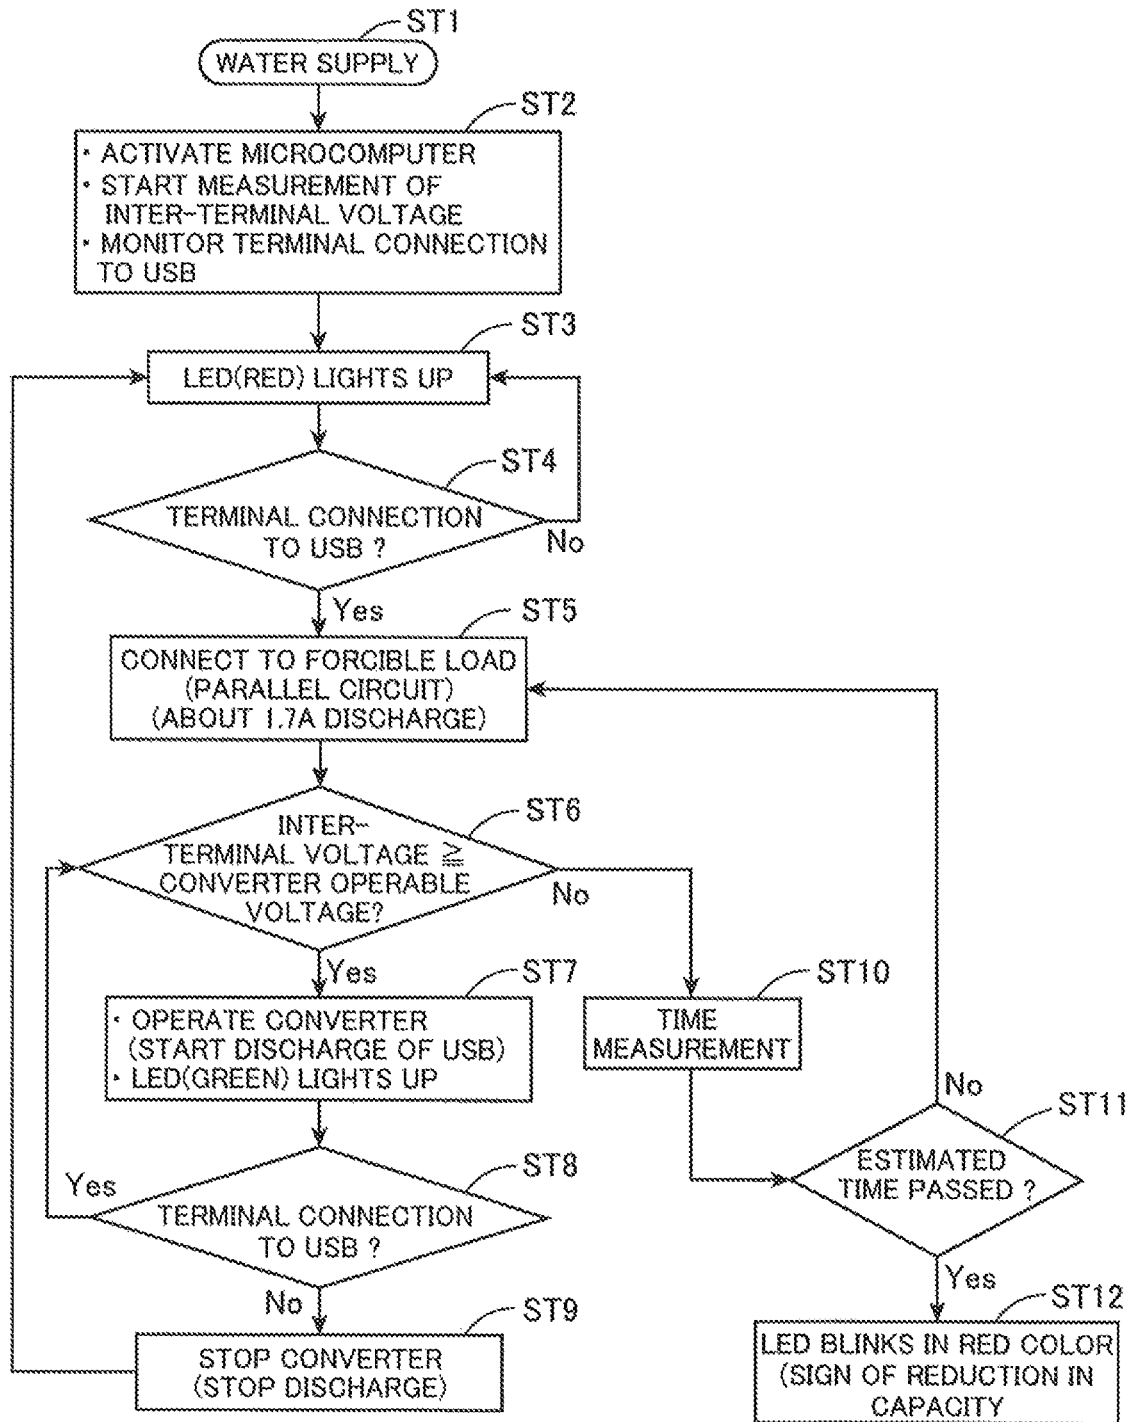 ST1
WATER SUPPLY
ST2
・ACTIVATE MICROCOMPUTER
・START MEASUREMENT OF
INTER-TERMINAL VOLTAGE
・MONITOR TERMINAL CONNECTION
TO USB
ST3
LED(RED) LIGHTS UP
ST4
TERMINAL CONNECTION
TO USB ?
No
Yes
ST5
CONNECT TO FORCIBLE LOAD
(PARALLEL CIRCUIT)
(ABOUT 1.7A DISCHARGE)
ST6
INTER-
TERMINAL VOLTAGE ≧
CONVERTER OPERABLE
VOLTAGE?
No
Yes
ST7
・OPERATE CONVERTER
(START DISCHARGE OF USB)
・LED(GREEN) LIGHTS UP
ST8
Yes
TERMINAL CONNECTION
TO USB ?
No
ST9
STOP CONVERTER
(STOP DISCHARGE)
ST10
TIME
MEASUREMENT
No
ST11
ESTIMATED
TIME PASSED ?
Yes
ST12
LED BLINKS IN RED COLOR
(SIGN OF REDUCTION IN
CAPACITY